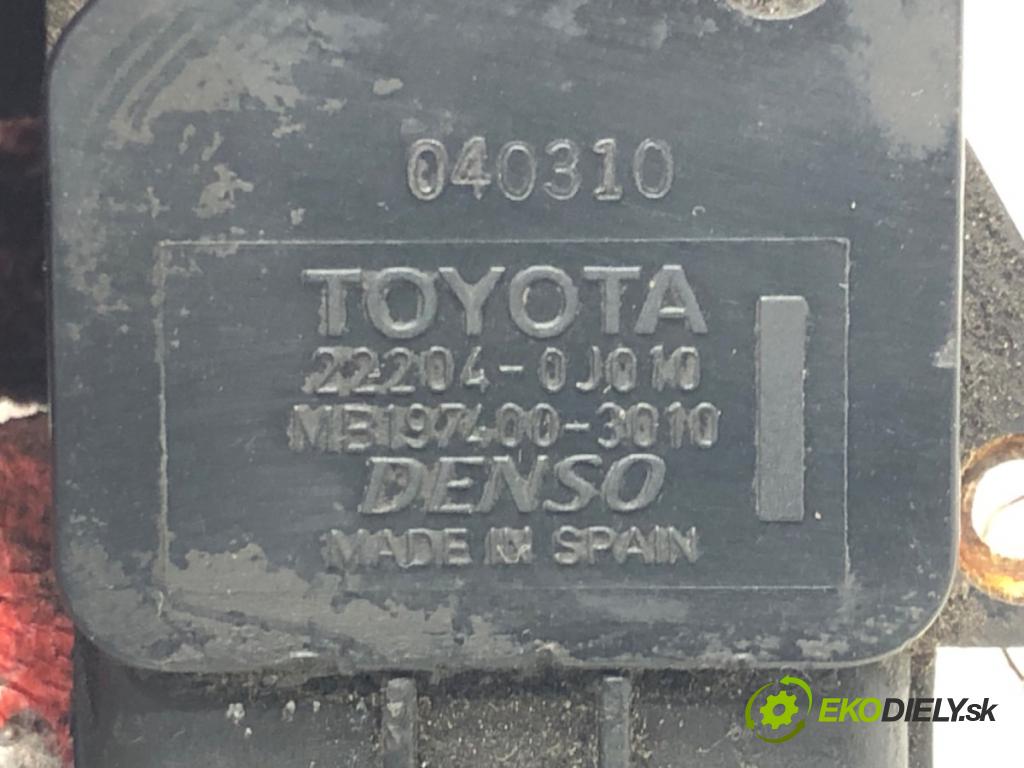 040310
TOYOTA
22204-0J010
MB197400-3010
DENSO
MADE IN SPAIN
EKODIELY.sk